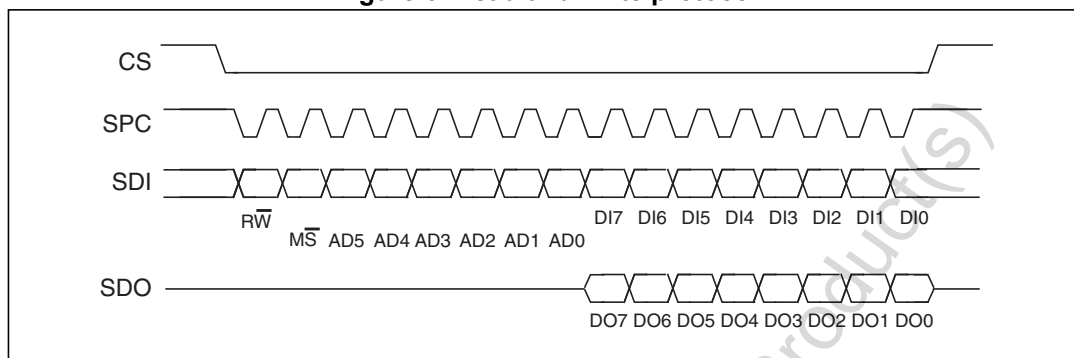 CS
SPC
SDI
RW̅ DI7 DI6 DI5 DI4 DI3 DI2 DI1 DI0
MS̅ AD5 AD4 AD3 AD2 AD1 AD0
SDO
DO7 DO6 DO5 DO4 DO3 DO2 DO1 DO0
roduct(s)